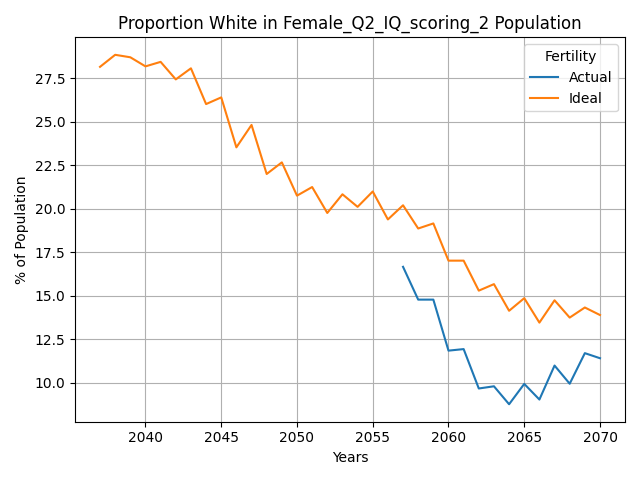 Proportion White in Female_Q2_IQ_scoring_2 Population
Fertility
Actual
Ideal
% of Population
27.5
25.0
22.5
20.0
17.5
15.0
12.5
10.0
2040 2045 2050 2055 2060 2065 2070
Years